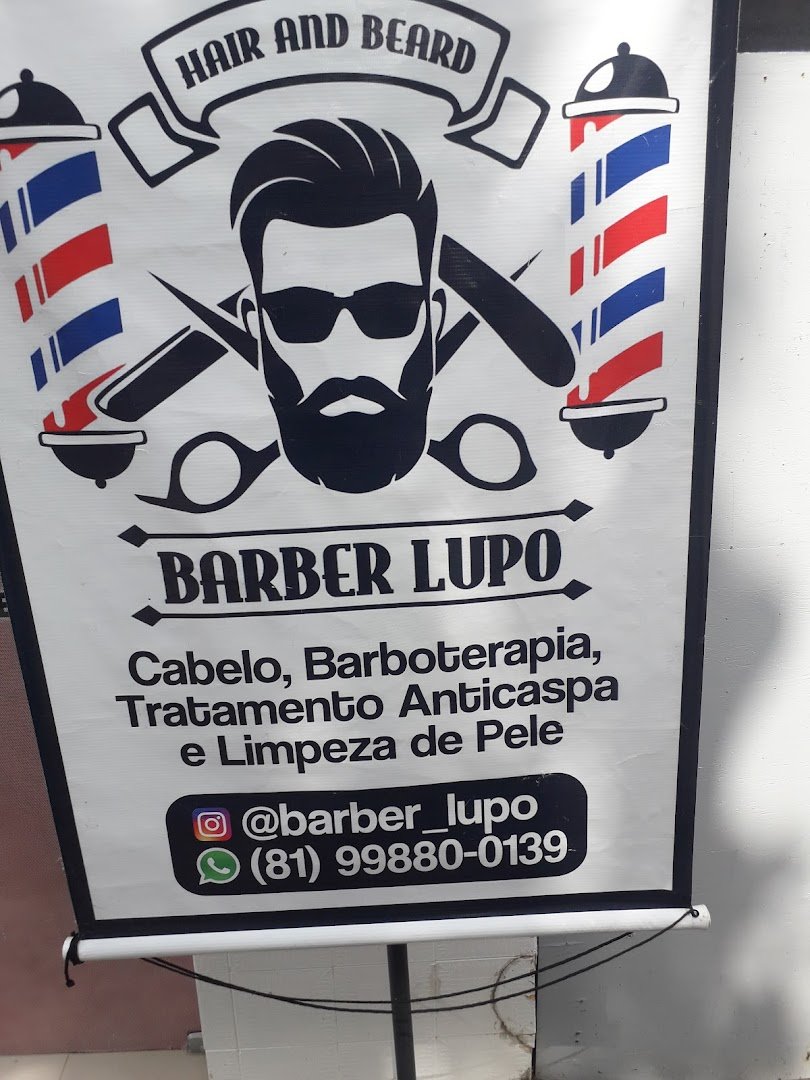 HAIR AND BEARD
BARBER LUPO
Cabelo, Barboterapia,
Tratamento Anticaspa
e Limpeza de Pele
@barber_lupo
(81) 99880-0139